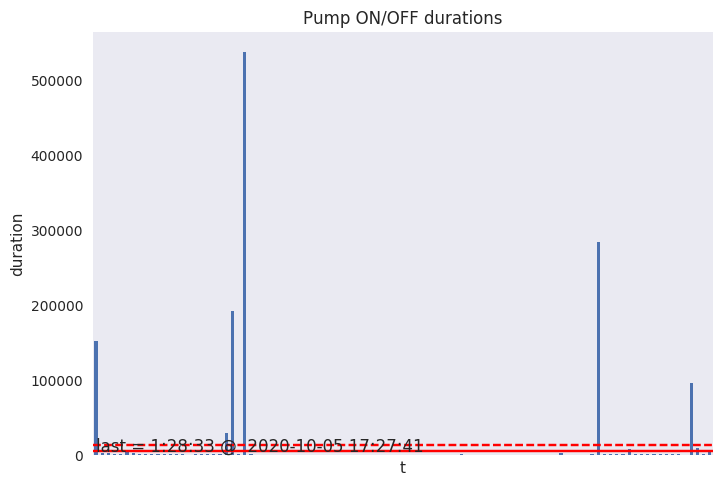 Pump ON/OFF durations
500000
400000
300000
200000
100000
0
duration
last = 1:28:33 @ 2020-10-05 17:27:41
t